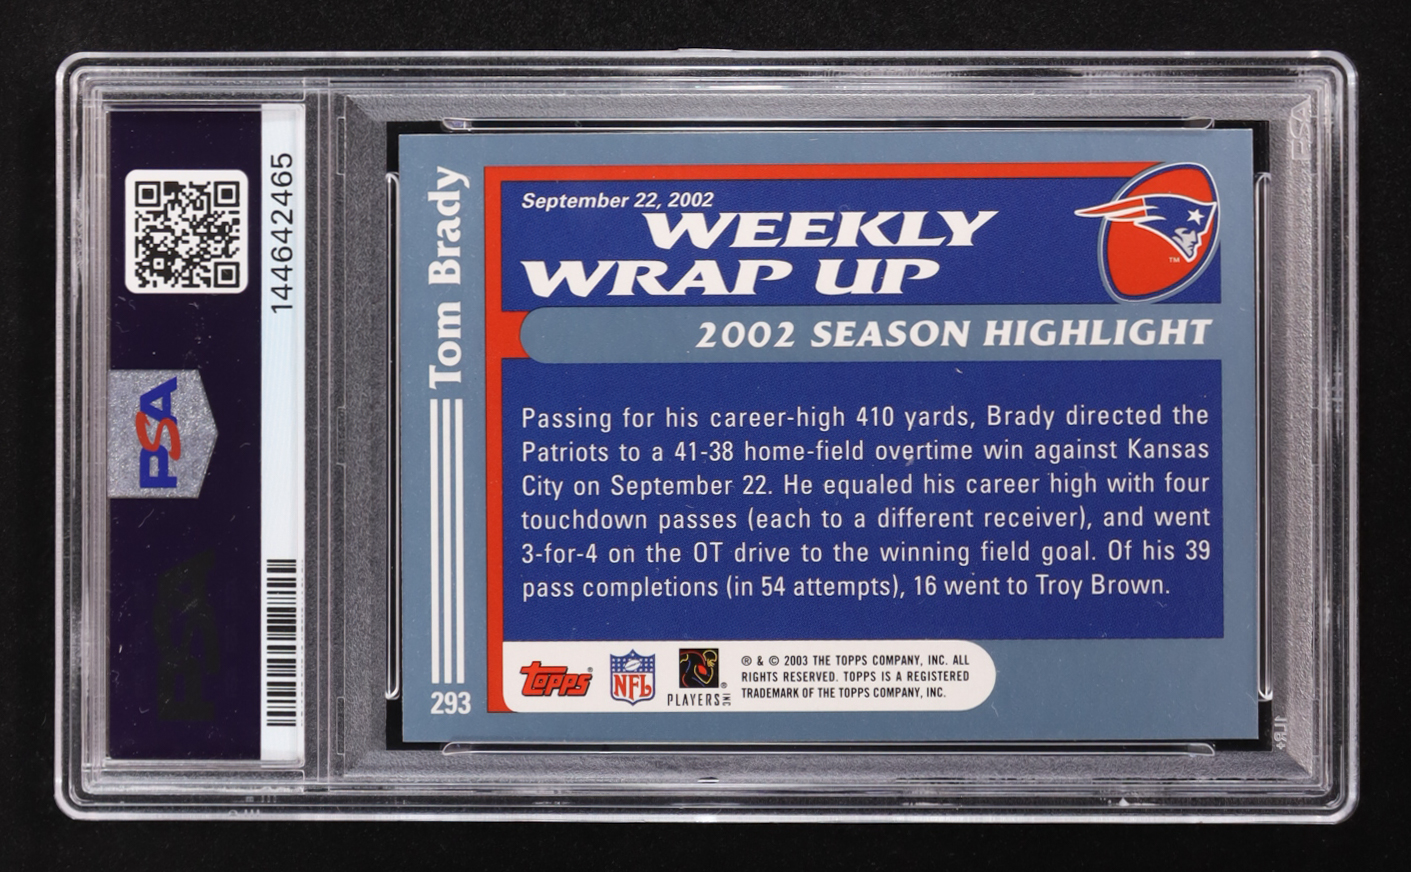 144642465
PSA
PSA
Tom Brady
293
September 22, 2002
WEEKLY
WRAP UP
TM
2002 SEASON HIGHLIGHT
Passing for his career-high 410 yards, Brady directed the
Patriots to a 41-38 home-field overtime win against Kansas
City on September 22. He equaled his career high with four
touchdown passes (each to a different receiver), and went
3-for-4 on the OT drive to the winning field goal. Of his 39
pass completions (in 54 attempts), 16 went to Troy Brown.
Topps®
NFL
PLAYERS INC ®
® & © 2003 THE TOPPS COMPANY, INC. ALL
RIGHTS RESERVED. TOPPS IS A REGISTERED
TRADEMARK OF THE TOPPS COMPANY, INC.
PSA